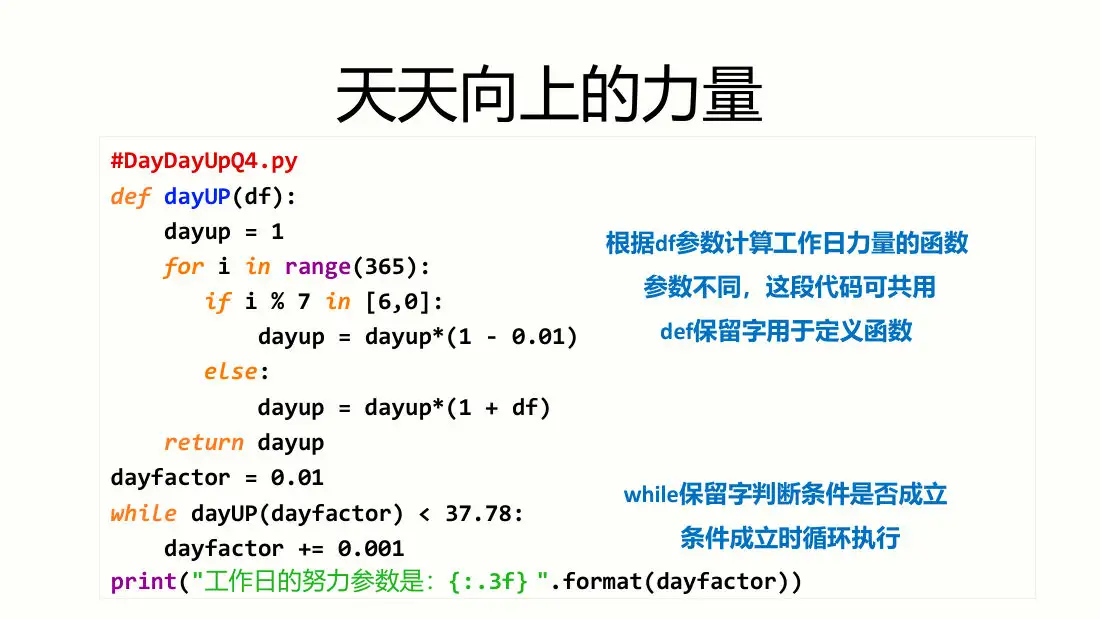 天天向上的力量
#DayDayUpQ4.py
def dayUP(df):
    dayup = 1
    for i in range(365):
        if i % 7 in [6,0]:
            dayup = dayup*(1 - 0.01)
        else:
            dayup = dayup*(1 + df)
    return dayup
dayfactor = 0.01
while dayUP(dayfactor) < 37.78:
    dayfactor += 0.001
print("工作日的努力参数是：{:.3f} ".format(dayfactor))
根据df参数计算工作日力量的函数
参数不同，这段代码可共用
def保留字用于定义函数
while保留字判断条件是否成立
条件成立时循环执行